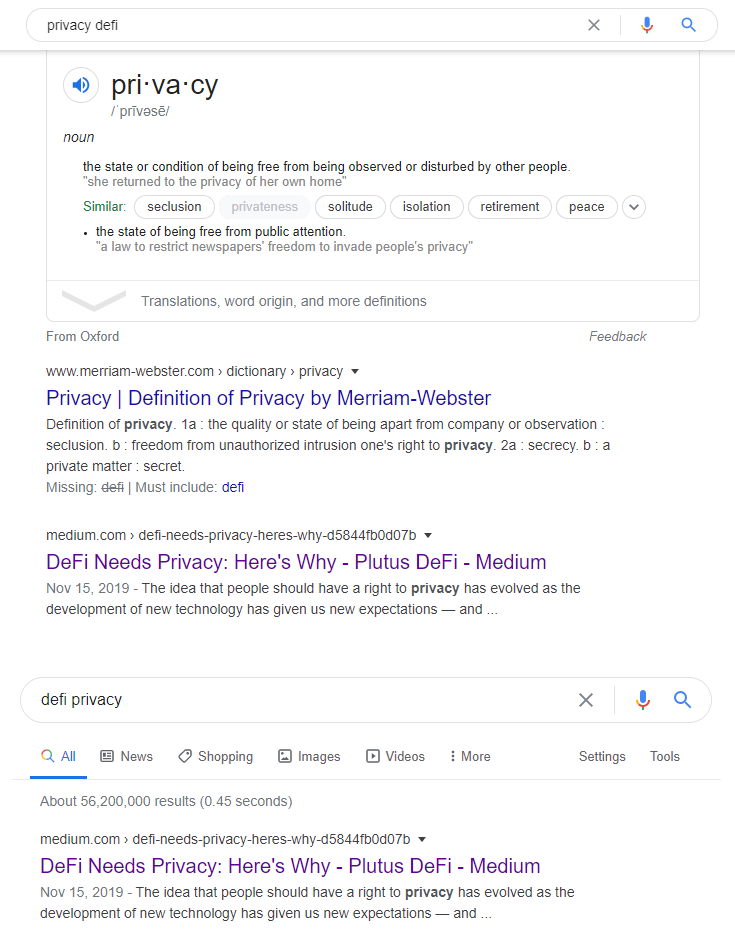 privacy defi
pri·va·cy
/ˈprīvəsē/
noun
the state or condition of being free from being observed or disturbed by other people.
"she returned to the privacy of her own home"
Similar: seclusion privateness solitude isolation retirement peace
• the state of being free from public attention.
"a law to restrict newspapers' freedom to invade people's privacy"
Translations, word origin, and more definitions
From Oxford Feedback
www.merriam-webster.com › dictionary › privacy
Privacy | Definition of Privacy by Merriam-Webster
Definition of privacy. 1a : the quality or state of being apart from company or observation :
seclusion. b : freedom from unauthorized intrusion one's right to privacy. 2a : secrecy. b : a
private matter : secret.
Missing: defi | Must include: defi
medium.com › defi-needs-privacy-heres-why-d5844fb0d07b
DeFi Needs Privacy: Here's Why - Plutus DeFi - Medium
Nov 15, 2019 - The idea that people should have a right to privacy has evolved as the
development of new technology has given us new expectations — and ...
defi privacy
All News Shopping Images Videos More Settings Tools
About 56,200,000 results (0.45 seconds)
medium.com › defi-needs-privacy-heres-why-d5844fb0d07b
DeFi Needs Privacy: Here's Why - Plutus DeFi - Medium
Nov 15, 2019 - The idea that people should have a right to privacy has evolved as the
development of new technology has given us new expectations — and ...